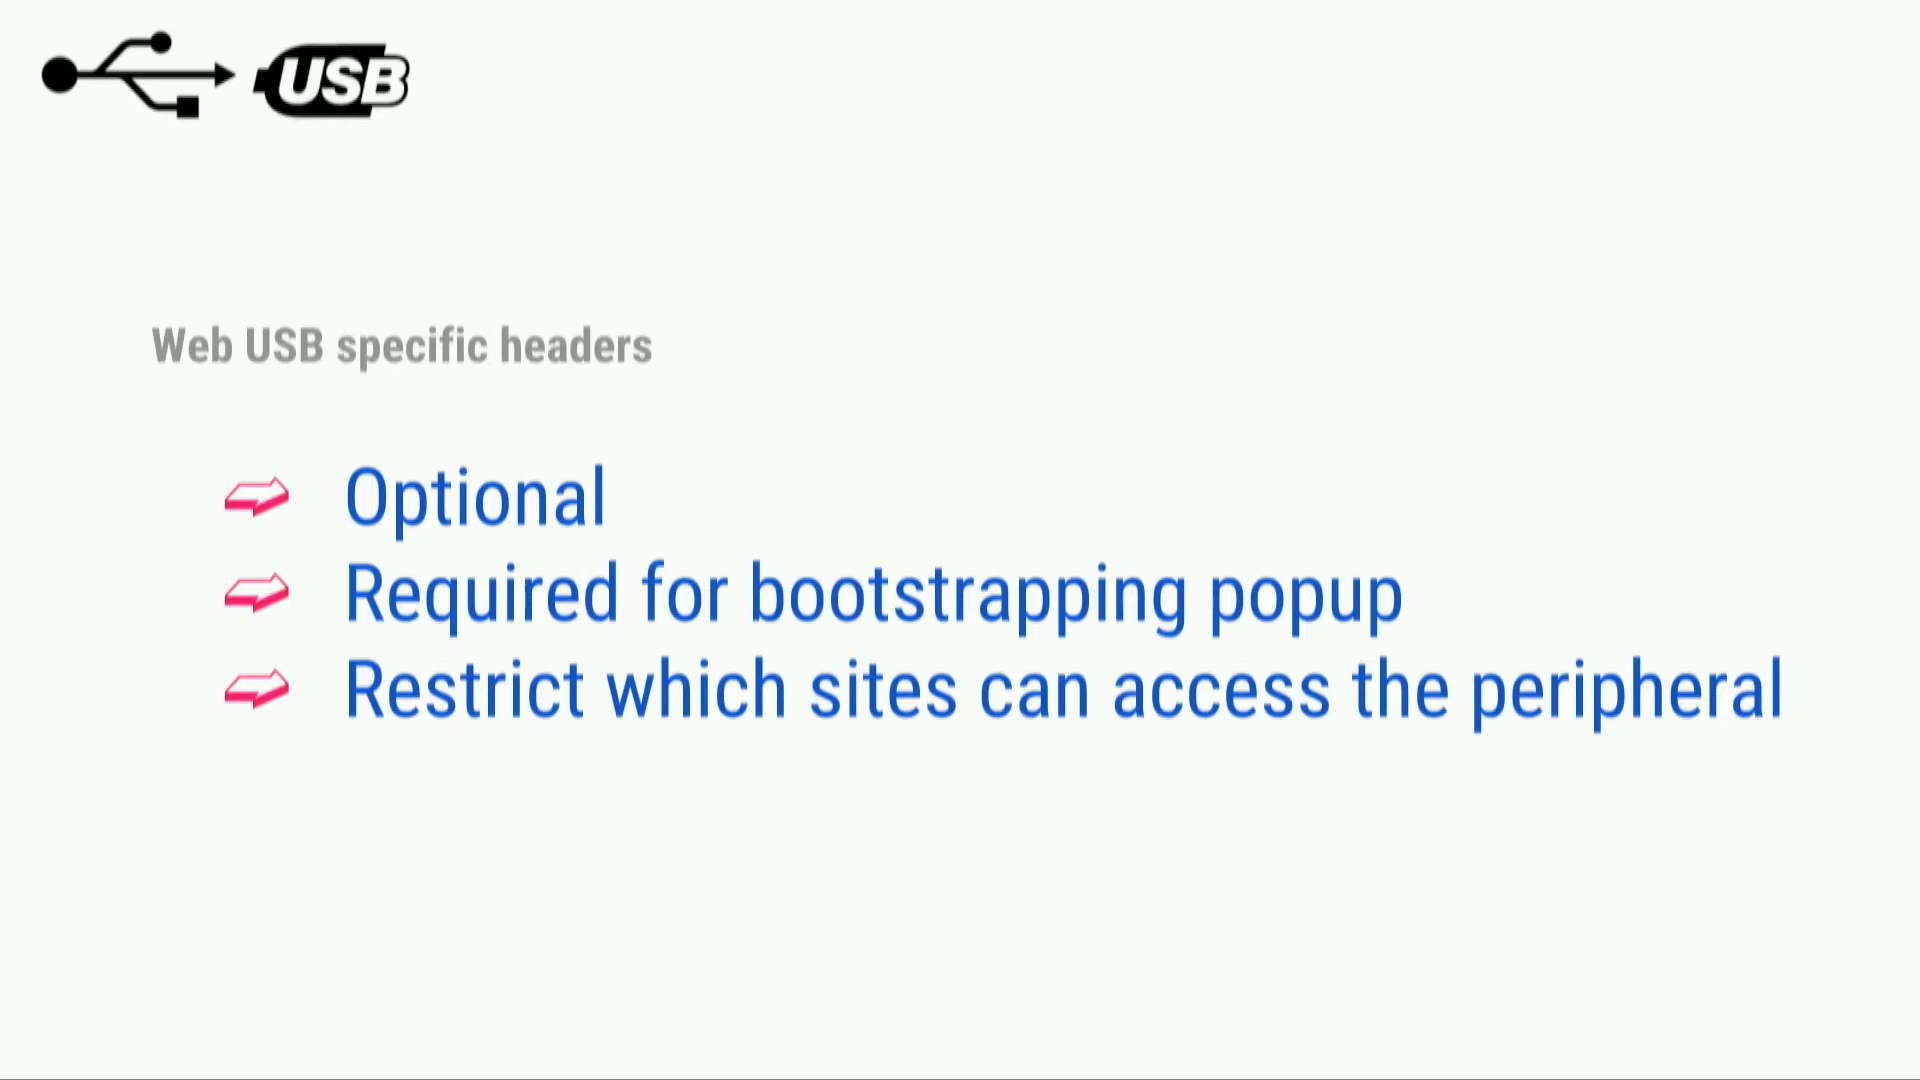 USB
Web USB specific headers
Optional
Required for bootstrapping popup
Restrict which sites can access the peripheral